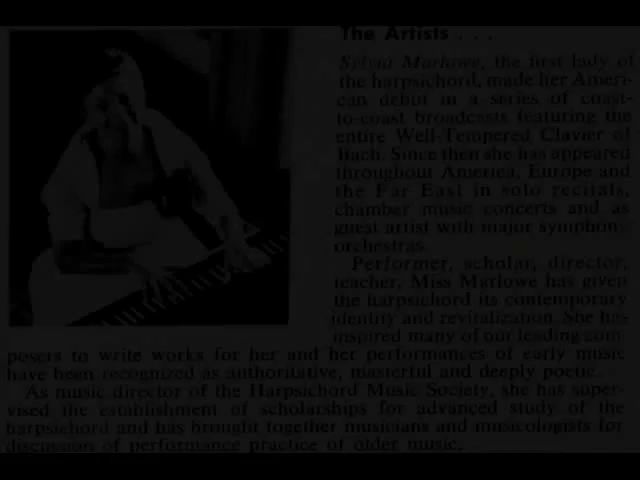 The Artists . . .
Sylvia Marlowe, the first lady of
the harpsichord, made her Ameri-
can debut in a series of coast-
to-coast broadcasts featuring the
entire Well-Tempered Clavier of
Bach. Since then she has appeared
throughout America, Europe and
the Far East in solo recitals,
chamber music concerts and as
guest artist with major symphony
orchestras.
Performer, scholar, director,
teacher, Miss Marlowe has given
the harpsichord its contemporary
identity and revitalization. She has
inspired many of our leading com-
posers to write works for her and her performances of early music
have been recognized as authoritative, masterful and deeply poetic.
As music director of the Harpsichord Music Society, she has super-
vised the establishment of scholarships for advanced study of the
harpsichord and has brought together musicians and musicologists for
discussion of performance practice of older music.